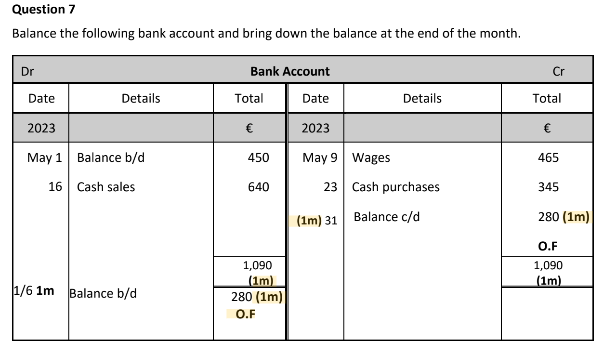 Question 7
Balance the following bank account and bring down the balance at the end of the month.
Dr Bank Account Cr
Date Details Total Date Details Total
2023 € 2023 €
May 1 Balance b/d 450 May 9 Wages 465
16 Cash sales 640 23 Cash purchases 345
(1m) 31 Balance c/d 280 (1m)
O.F
1,090 1,090
(1m) (1m)
1/6 1m Balance b/d 280 (1m)
O.F